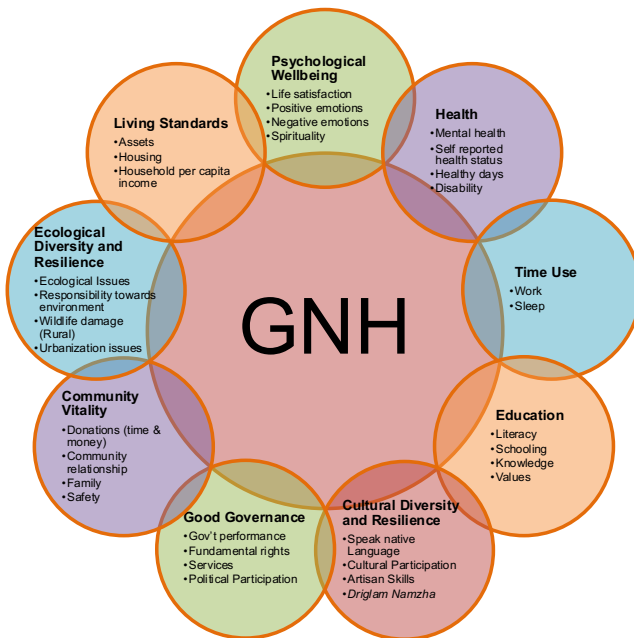 Psychological
Wellbeing
•Life satisfaction
•Positive emotions
•Negative emotions
•Spirituality
Health
•Mental health
•Self reported
health status
•Healthy days
•Disability
Time Use
•Work
•Sleep
Education
•Literacy
•Schooling
•Knowledge
•Values
Cultural Diversity
and Resilience
•Speak native
Language
•Cultural Participation
•Artisan Skills
•Driglam Namzha
Good Governance
•Gov't performance
•Fundamental rights
•Services
•Political Participation
Community
Vitality
•Donations (time &
money)
•Community
relationship
•Family
•Safety
Ecological
Diversity and
Resilience
•Ecological Issues
•Responsibility towards
environment
•Wildlife damage
(Rural)
•Urbanization issues
Living Standards
•Assets
•Housing
•Household per capita
income
GNH